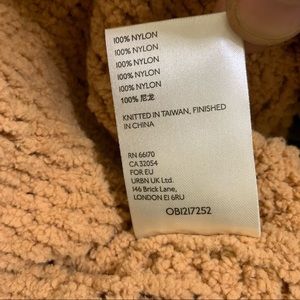 100% NYLON
100% NYLON
100% NYLON
100% NYLON
100% NYLON
100% 尼龙
KNITTED IN TAIWAN, FINISHED
IN CHINA
RN 66170
CA 32054
FOR EU
URBN UK Ltd.
146 Brick Lane,
LONDON E1 6RU
OB1217252